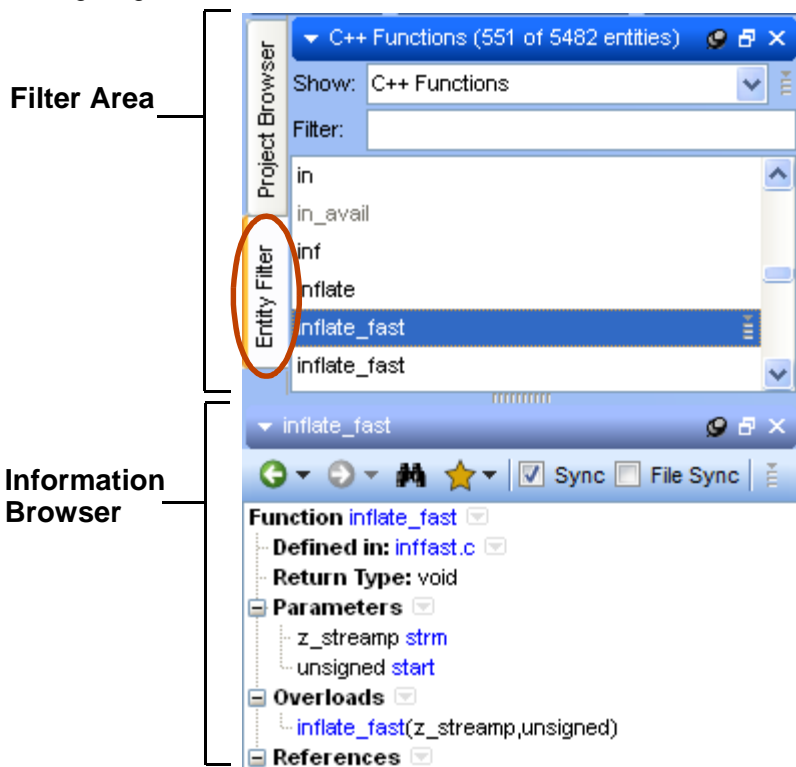 Filter Area
Project Browser
Entity Filter
C++ Functions (551 of 5482 entities)
Show: C++ Functions
Filter:
in
in_avail
inf
inflate
inflate_fast
inflate_fast
Information
Browser
inflate_fast
Sync File Sync
Function inflate_fast
Defined in: inffast.c
Return Type: void
Parameters
z_streamp strm
unsigned start
Overloads
inflate_fast(z_streamp,unsigned)
References